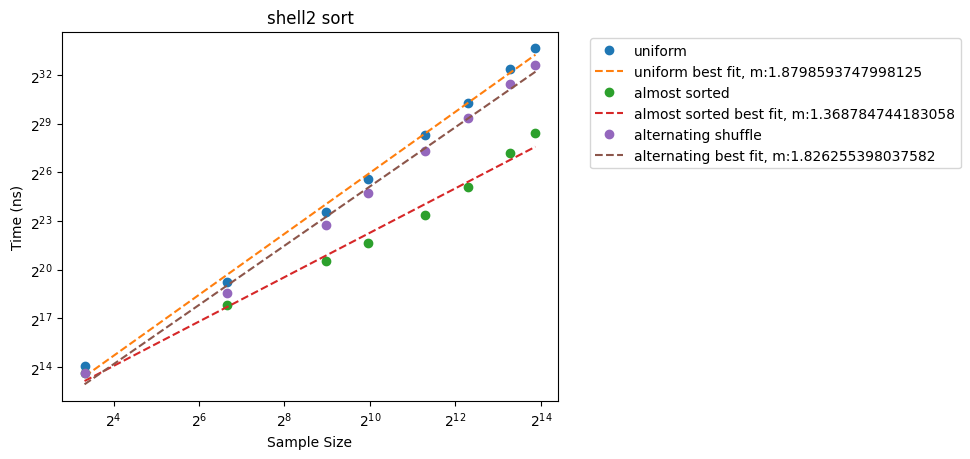 shell2 sort
Time (ns)
2^32
2^29
2^26
2^23
2^20
2^17
2^14
2^4
2^6
2^8
2^10
2^12
2^14
Sample Size
uniform
uniform best fit, m:1.8798593747998125
almost sorted
almost sorted best fit, m:1.368784744183058
alternating shuffle
alternating best fit, m:1.826255398037582